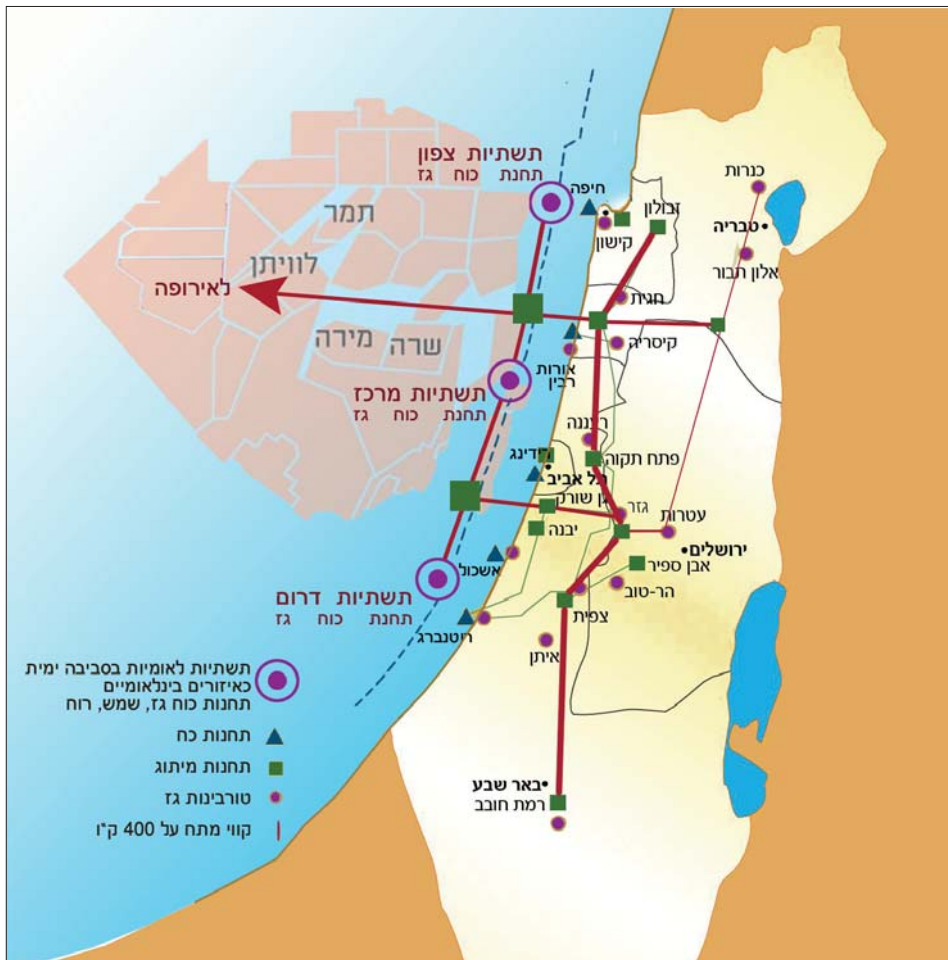 תשתיות צפון
תחנת כוח גז
חיפה
כנרות
זבולון
טבריה
קישון
אלון תבור
תמר
לוויתן
לאירופה
חגית
קיסריה
מירה
שרה
אורות
רבין
תשתיות מרכז
תחנת כוח גז
רעננה
פתח תקוה
רידינג
תל אביב
גן שורק
גזר
יבנה
עטרות
ירושלים
אבן ספיר
אשכול
הר-טוב
תשתיות דרום
תחנת כוח גז
צפית
רוטנברג
איתן
תשתיות לאומיות בסביבה ימית
כאיזורים בינלאומיים
תחנות כוח גז, שמש, רוח
תחנות כח
תחנות מיתוג
טורבינות גז
קווי מתח על 400 ק"ו
באר שבע
רמת חובב